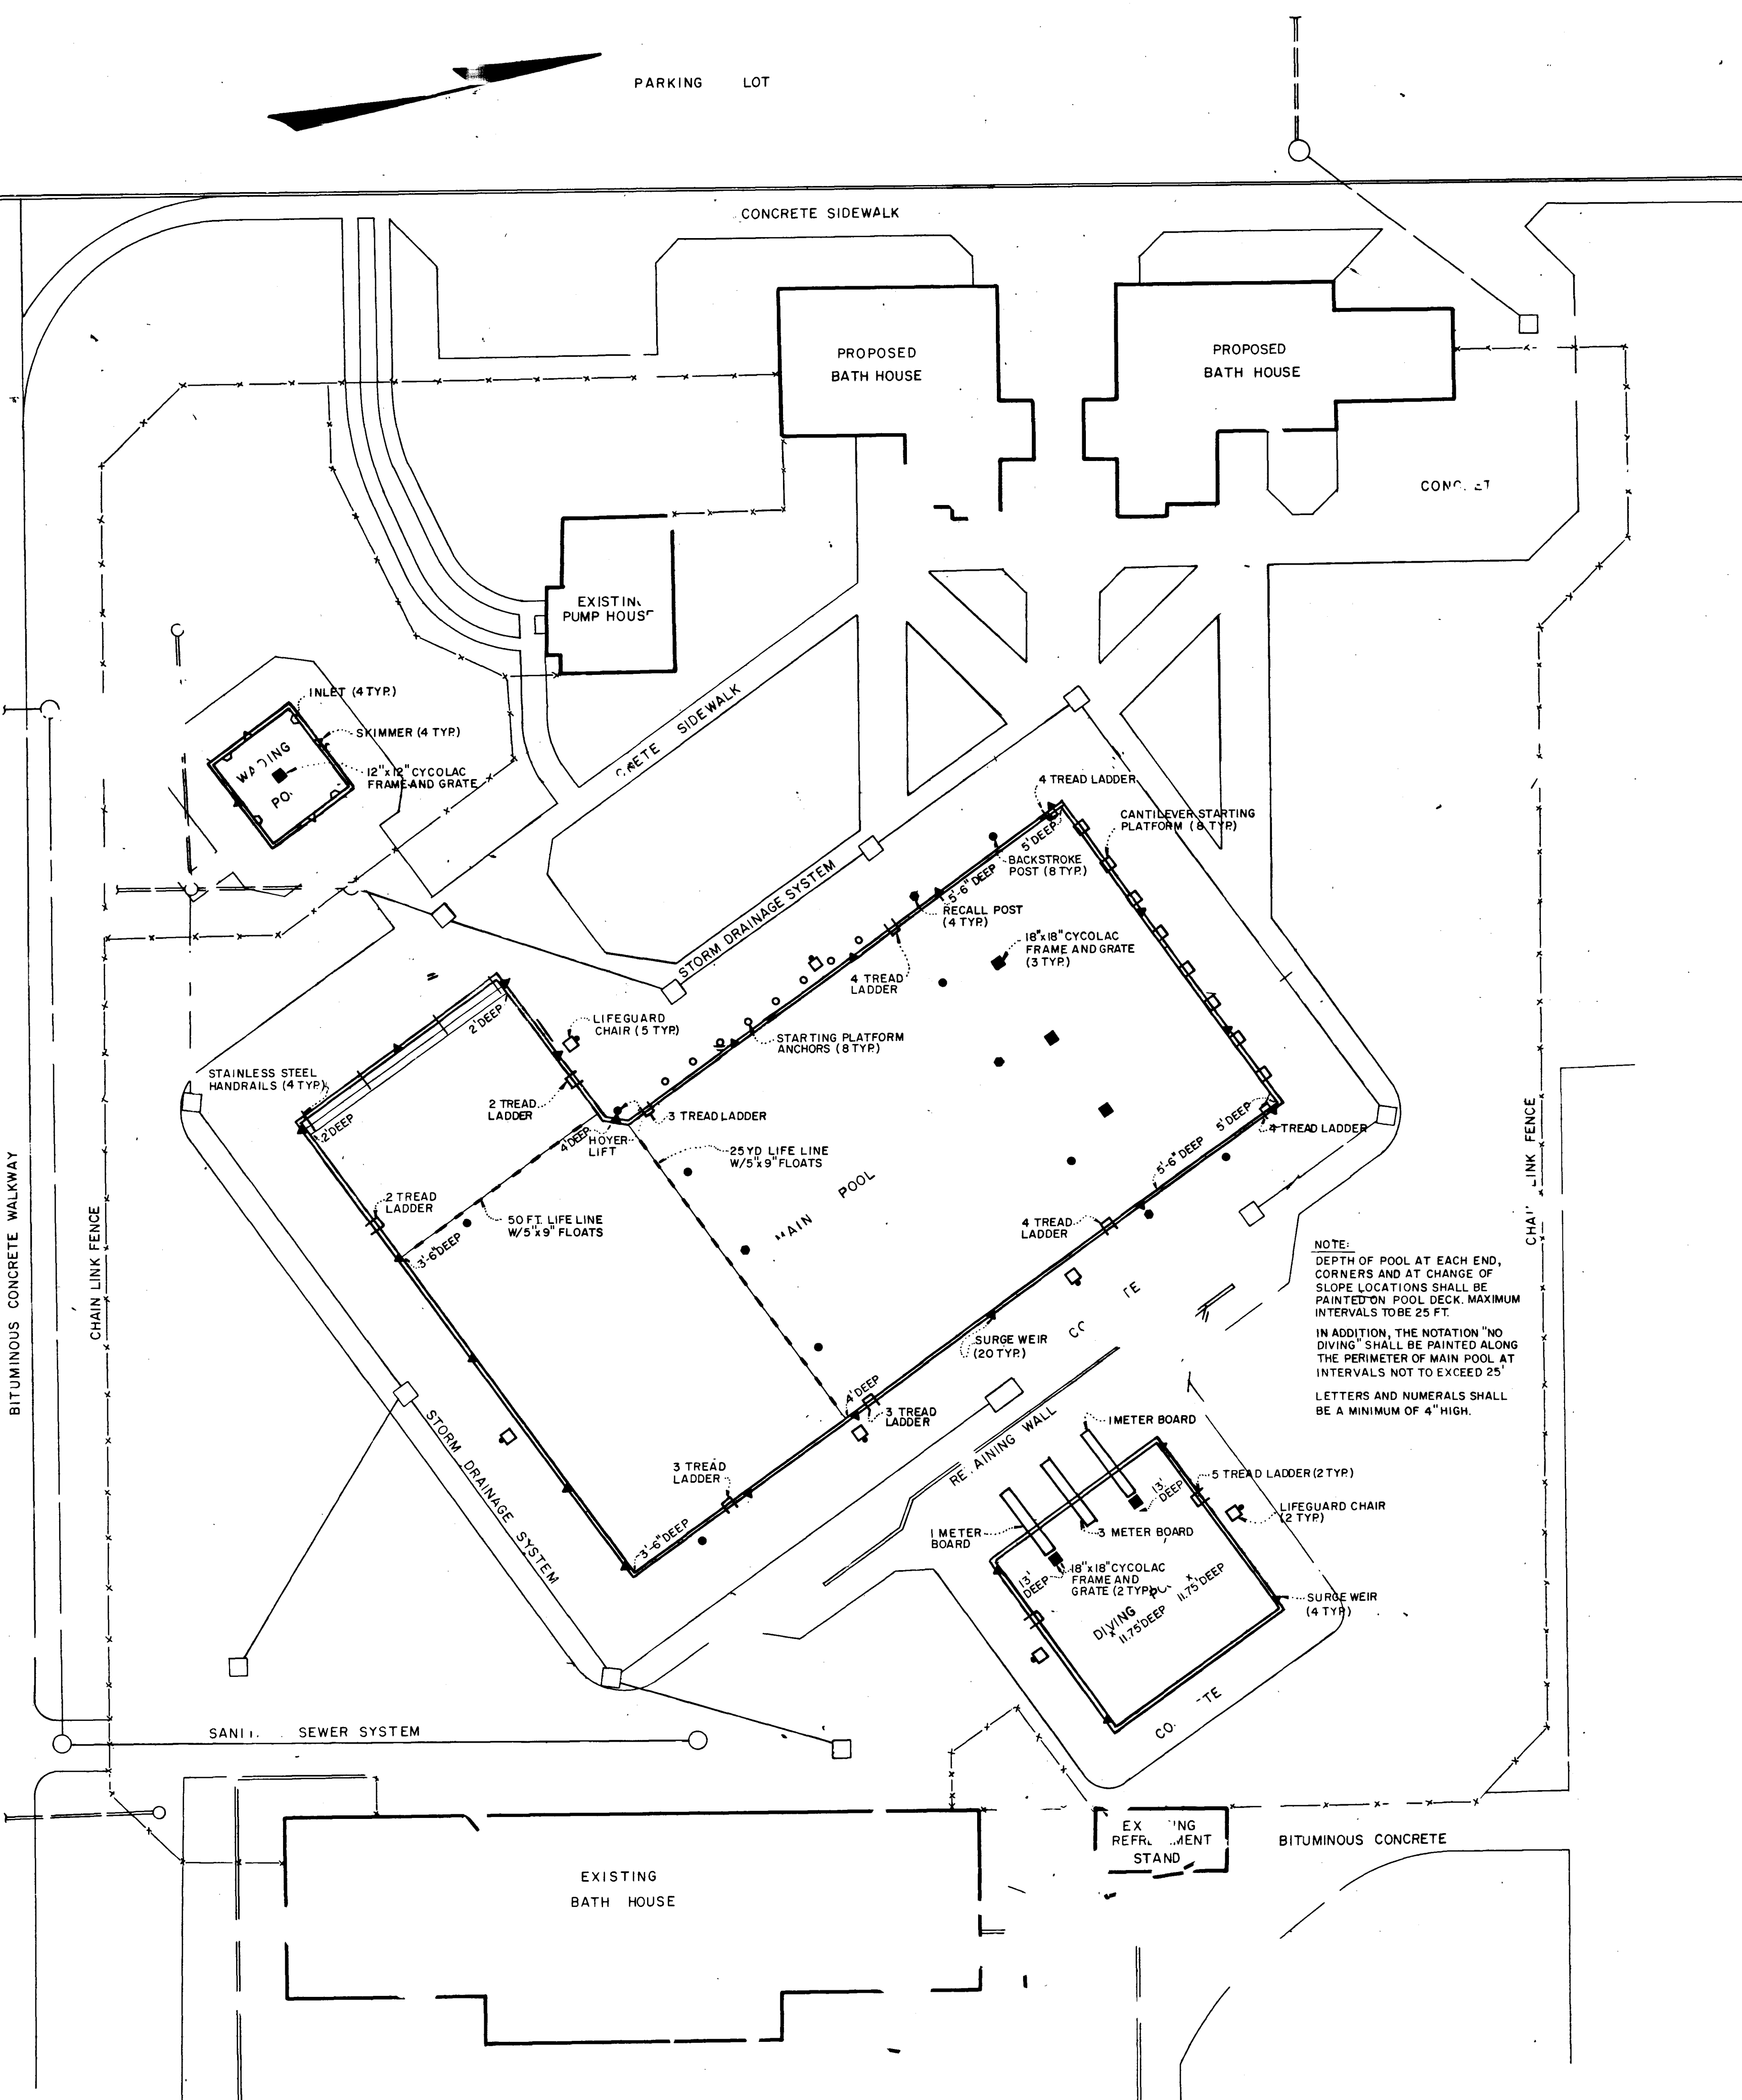 PARKING LOT
CONCRETE SIDEWALK
PROPOSED
BATH HOUSE
PROPOSED
BATH HOUSE
PUMP
INLET (4 TYP.)
SKIMMER (4 TYP.)
12"x12" CYCOLAC
FRAME AND GRATE
SIDEWALK
4 TREAD LADDER
CANTILEVER STARTING
PLATFORM (8 TYP.)
5' DEEP
BACKSTROKE
POST (8 TYP.)
5'-6" DEEP
RECALL POST
(4 TYP.)
18"x18" CYCOLAC
FRAME AND GRATE
(3 TYP.)
STORM DRAINAGE SYSTEM
4 TREAD
LADDER
2' DEEP
LIFEGUARD
CHAIR (5 TYP.)
STARTING PLATFORM
ANCHORS (8 TYP.)
STAINLESS STEEL
HANDRAILS (4 TYP.)
2' DEEP
2 TREAD
LADDER
3 TREAD LADDER
4' DEEP
HOYER
LIFT
5' DEEP
4 TREAD LADDER
25 YD LIFE LINE
W/5"x9" FLOATS
5'-6" DEEP
POOL
2 TREAD
LADDER
50 FT. LIFE LINE
W/5"x9" FLOATS
3'-6" DEEP
4 TREAD
LADDER
BITUMINOUS CONCRETE WALKWAY
CHAIN LINK FENCE
LINK FENCE
NOTE:
DEPTH OF POOL AT EACH END,
CORNERS AND AT CHANGE OF
SLOPE LOCATIONS SHALL BE
PAINTED ON POOL DECK. MAXIMUM
INTERVALS TO BE 25 FT.
IN ADDITION, THE NOTATION "NO
DIVING" SHALL BE PAINTED ALONG
THE PERIMETER OF MAIN POOL AT
INTERVALS NOT TO EXCEED 25'
LETTERS AND NUMERALS SHALL
BE A MINIMUM OF 4" HIGH.
SURGE WEIR
(20 TYP.)
4' DEEP
3 TREAD
LADDER
3 TREAD
LADDER
3'-6" DEEP
STORM DRAINAGE SYSTEM
WALL
1 METER BOARD
5 TREAD LADDER (2 TYP.)
13'
DEEP
LIFEGUARD CHAIR
(2 TYP.)
1 METER
BOARD
3 METER BOARD
18"x18" CYCOLAC
FRAME AND
GRATE (2 TYP.)
13'
DEEP
11.75' DEEP
DIVING
11.75' DEEP
SURGE WEIR
(4 TYP.)
SEWER SYSTEM
STAND
BITUMINOUS CONCRETE
EXISTING
BATH HOUSE